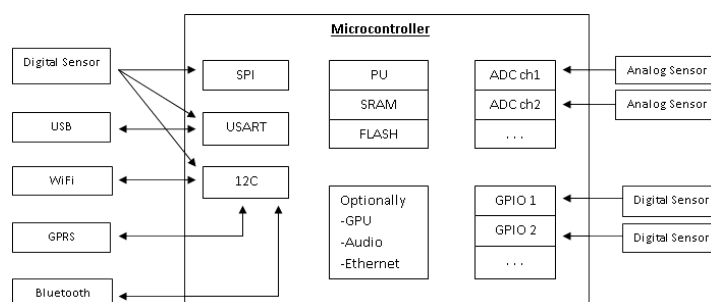 Microcontroller
Digital Sensor
USB
WiFi
GPRS
Bluetooth
SPI
USART
12C
PU
SRAM
FLASH
Optionally
-GPU
-Audio
-Ethernet
ADC ch1
ADC ch2
...
GPIO 1
GPIO 2
...
Analog Sensor
Analog Sensor
Digital Sensor
Digital Sensor